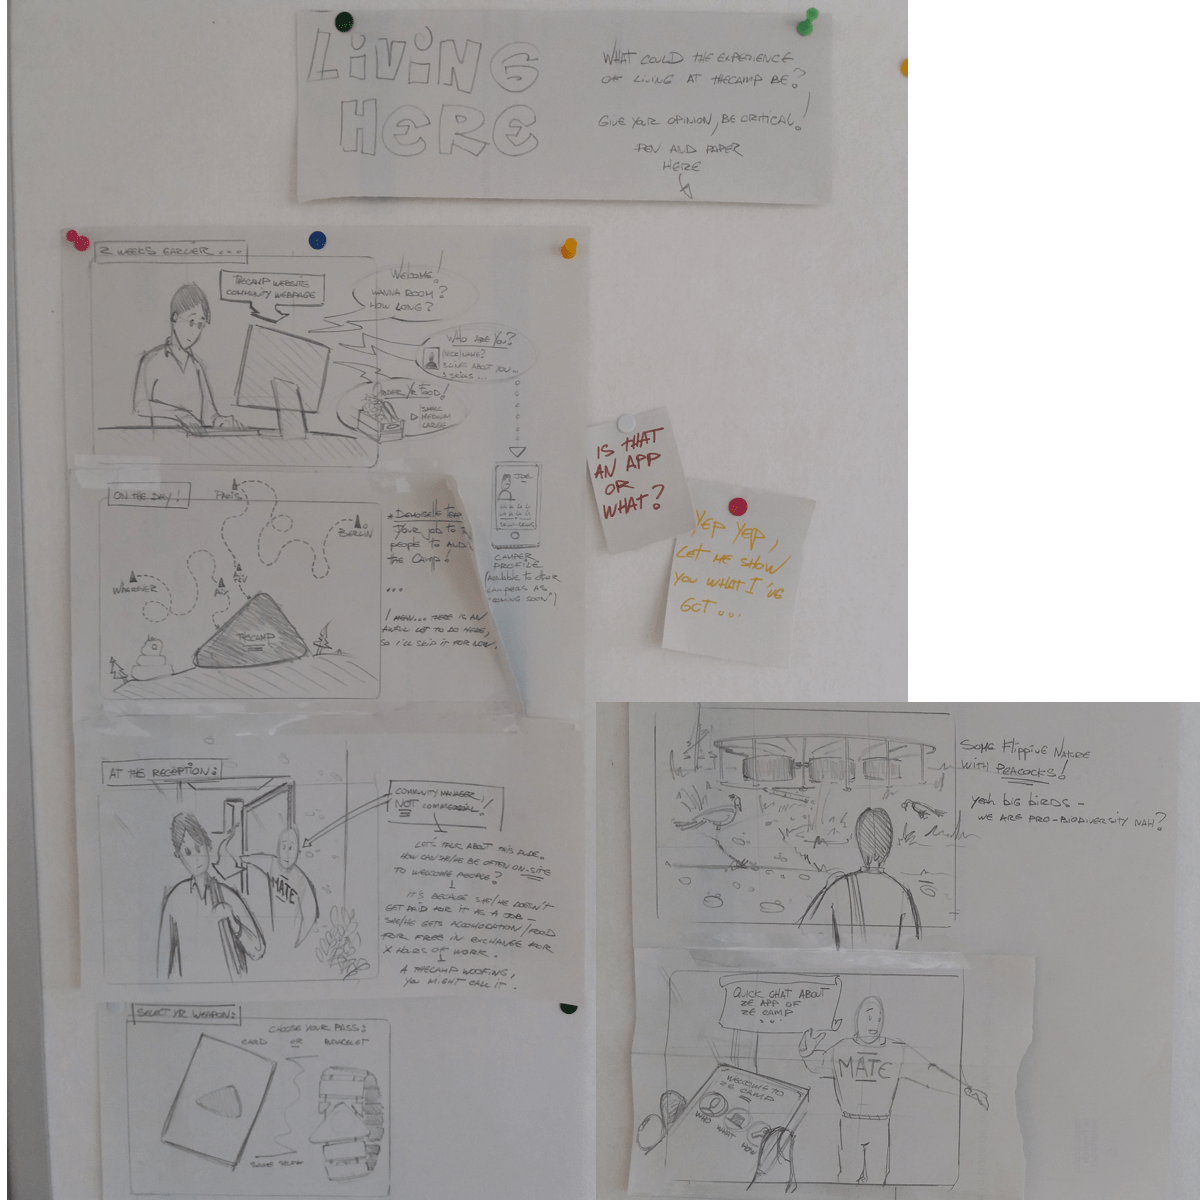 LIVING
HERE
WHAT COULD THE EXPERIENCE
OF LIVING AT THECAMP BE?
GIVE YOUR OPINION, BE CRITICAL!
PEN AND PAPER
HERE
2 WEEKS EARLIER...
THECAMP WEBSITE
COMMUNITY WEBPAGE
WELCOME!
WANNA ROOM?
HOW LONG?
WHO ARE YOU?
(NICK)NAME?
ABOUT YOU...
3 SKILLS...
ORDER YR FOOD!
SMALL
MEDIUM
LARGE
JOE
CAMPER
PROFILE
(available to other
campers as
"coming soon")
IS THAT
AN APP
OR
WHAT?
YEP YEP,
LET ME SHOW
YOU WHAT I'VE
GOT...
ON THE DAY!
PARIS
BERLIN
WHEREVER
AIX
THECAMP
your job to
people to and
the Camp!
...
I MEAN... THERE IS AN
AWFUL LOT TO DO HERE,
SO I'LL SKIP IT FOR NOW.
AT THE RECEPTION:
MATE
COMMUNITY MANAGER,
NOT COMMERCIAL!
LET'S TALK ABOUT THIS DUDE.
HOW CAN SHE/HE BE OFTEN ON-SITE
TO WELCOME PEOPLE?
IT'S BECAUSE SHE/HE DOESN'T
GET PAID FOR IT AS A JOB -
SHE/HE GETS ACCOMODATION/FOOD
FOR FREE IN EXCHANGE FOR
X HOURS OF WORK.
A THECAMP WOOFING,
YOU MIGHT CALL IT.
SELECT YR WEAPON:
CHOOSE YOUR PASS:
CARD OR BRACELET
SOME FLIPPIN' NATURE
WITH PEACOCKS!
yeah big birds -
WE ARE PRO-BIODIVERSITY NAH?
QUICK CHAT ABOUT
ZE APP OF
ZE CAMP
...
MATE
WELCOME TO
ZE CAMP
WHO
WHAT
HOW